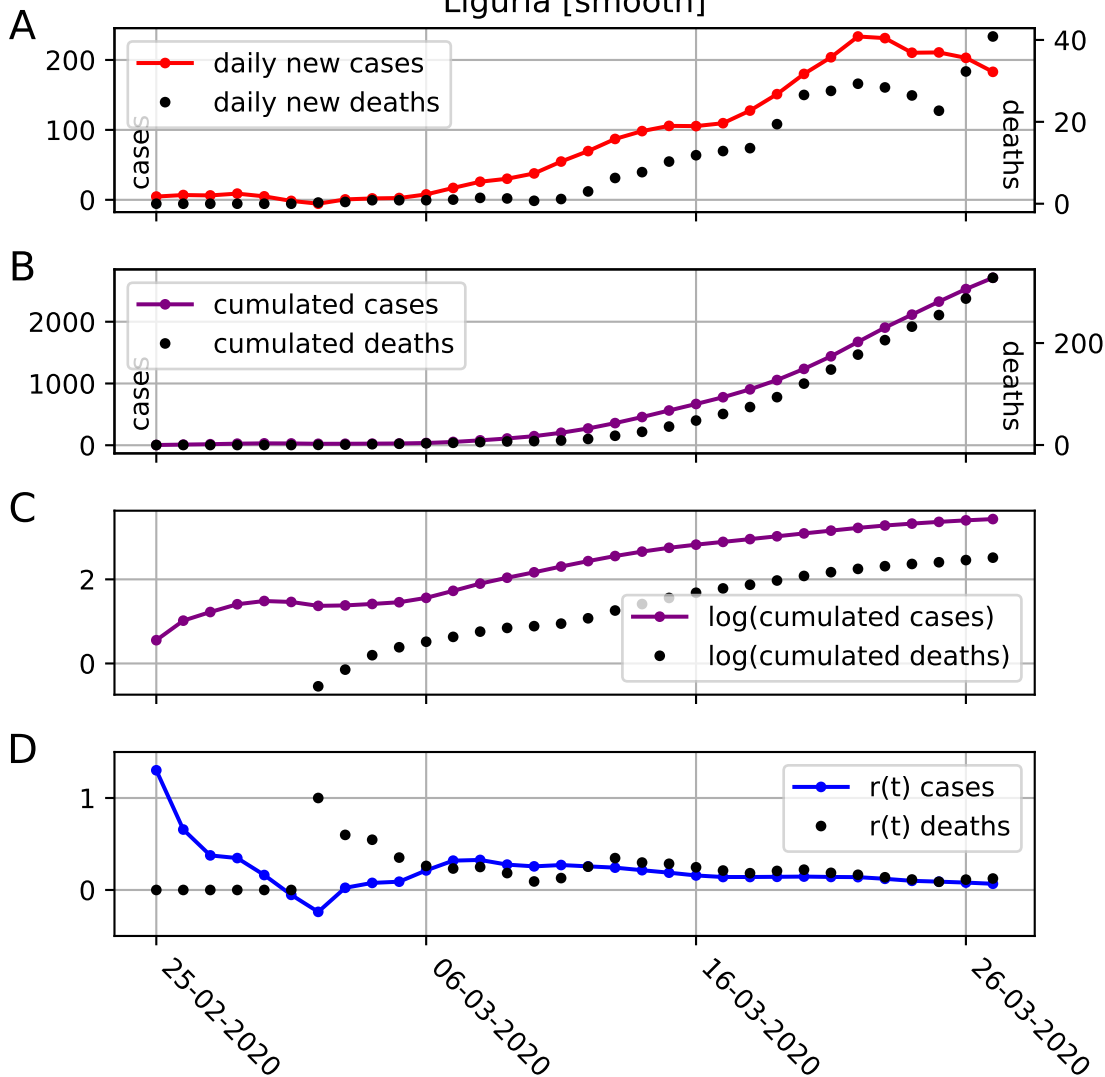 Liguria [smooth]
A
daily new cases
daily new deaths
200
100
0
cases
40
20
0
deaths
B
cumulated cases
cumulated deaths
2000
1000
0
cases
200
0
deaths
C
2
0
log(cumulated cases)
log(cumulated deaths)
D
1
0
r(t) cases
r(t) deaths
25-02-2020
06-03-2020
16-03-2020
26-03-2020